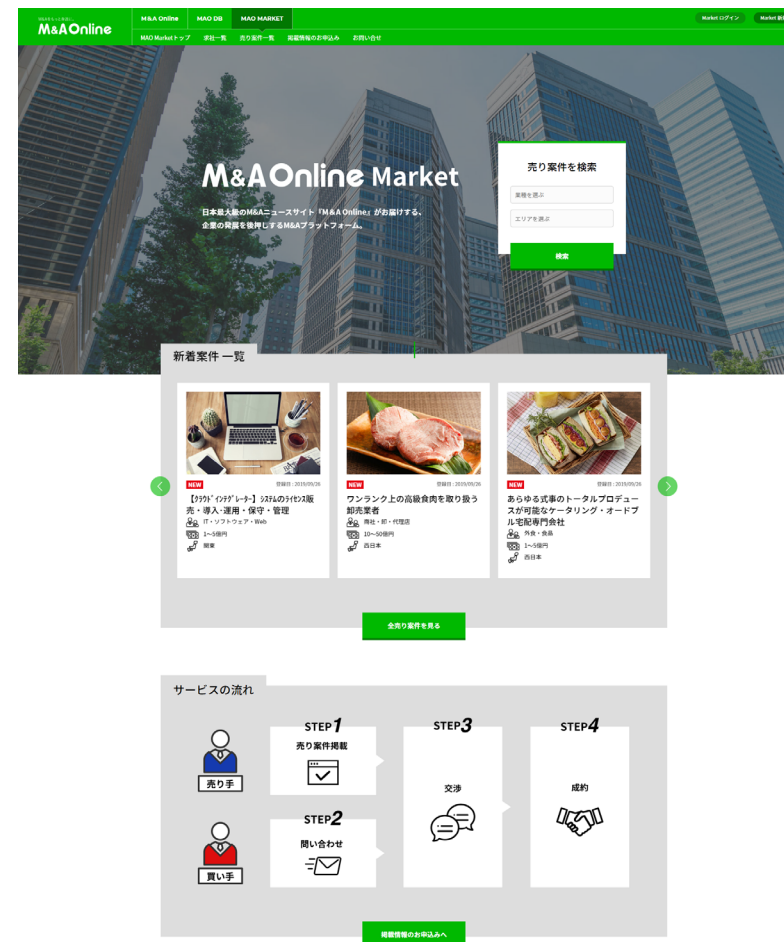 M&A Online
M&A Online
MAO DB
MAO MARKET
Market ログイン
MAO Marketトップ
求社一覧
売り案件一覧
掲載情報のお申込み
お問い合せ
M&A Online Market
日本最大級のM&Aニュースサイト『M&A Online』がお届けする、
企業の発展を後押しするM&Aプラットフォーム。
売り案件を検索
業種を選ぶ
エリアを選ぶ
検索
新着案件 一覧
NEW
登録日 : 2019/09/26
【クラウドインテグレーター】システムのライセンス販
売・導入・運用・保守・管理
IT・ソフトウェア・Web
1〜5億円
関東
NEW
登録日 : 2019/09/26
ワンランク上の高級食肉を取り扱う
卸売業者
商社・卸・代理店
10〜50億円
西日本
NEW
登録日 : 2019/09/26
あらゆる式事のトータルプロデュー
スが可能なケータリング・オードブ
ル宅配専門会社
外食・食品
1〜5億円
西日本
全売り案件を見る
サービスの流れ
売り手
STEP1
売り案件掲載
買い手
STEP2
問い合わせ
STEP3
交渉
STEP4
成約
掲載情報のお申込みへ